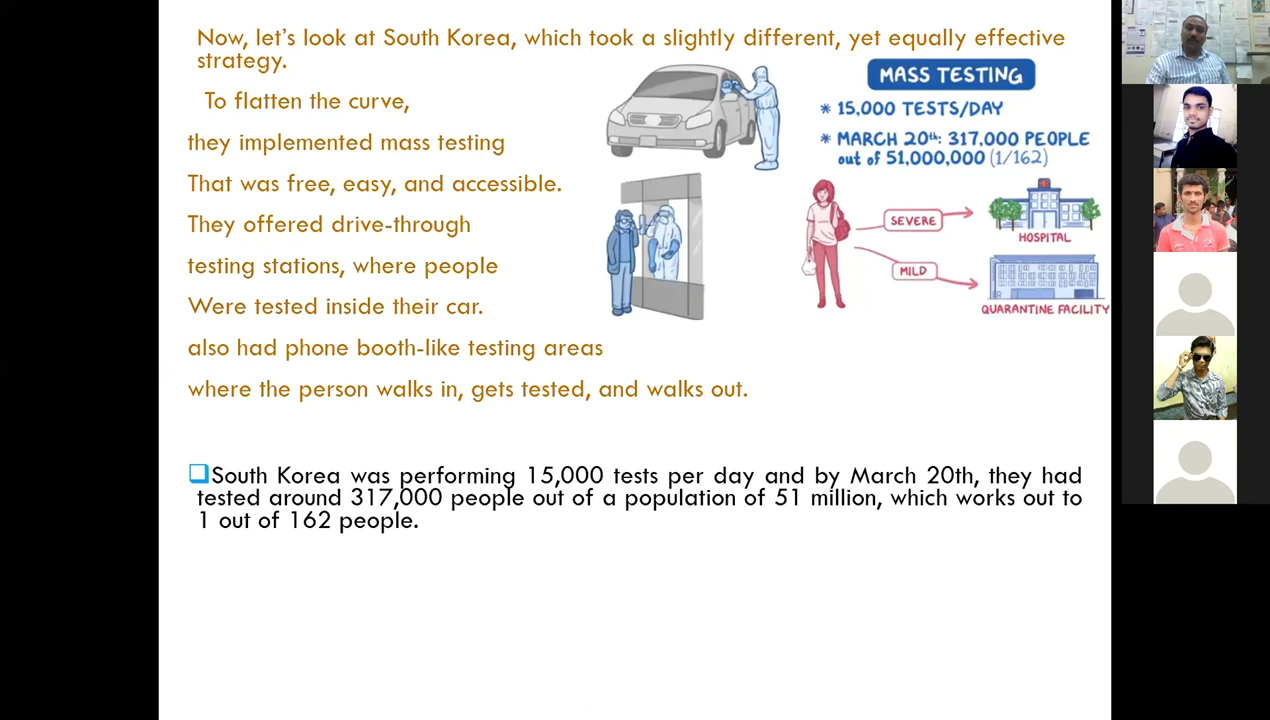 Now, let's look at South Korea, which took a slightly different, yet equally effective
strategy.
To flatten the curve,
they implemented mass testing
That was free, easy, and accessible.
They offered drive-through
testing stations, where people
Were tested inside their car.
also had phone booth-like testing areas
where the person walks in, gets tested, and walks out.
MASS TESTING
* 15,000 TESTS/DAY
* MARCH 20th: 317,000 PEOPLE
out of 51,000,000 (1/162)
SEVERE
HOSPITAL
MILD
QUARANTINE FACILITY
South Korea was performing 15,000 tests per day and by March 20th, they had
tested around 317,000 people out of a population of 51 million, which works out to
1 out of 162 people.